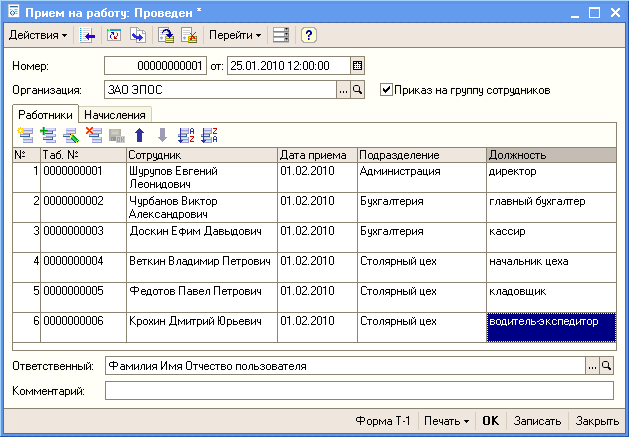 Прием на работу: Проведен *
Действия Перейти ?
Номер: 00000000001 от: 25.01.2010 12:00:00
Организация: ЗАО ЭПОС ... Приказ на группу сотрудников
Работники Начисления
№ Таб. № Сотрудник Дата приема Подразделение Должность
1 0000000001 Шурупов Евгений 01.02.2010 Администрация директор
Леонидович
2 0000000002 Чурбанов Виктор 01.02.2010 Бухгалтерия главный бухгалтер
Александрович
3 0000000003 Доскин Ефим Давыдович 01.02.2010 Бухгалтерия кассир
4 0000000004 Веткин Владимир Петрович 01.02.2010 Столярный цех начальник цеха
5 0000000005 Федотов Павел Петрович 01.02.2010 Столярный цех кладовщик
6 0000000006 Крохин Дмитрий Юрьевич 01.02.2010 Столярный цех водитель-экспедитор
Ответственный: Фамилия Имя Отчество пользователя ...
Комментарий:
Форма Т-1 Печать OK Записать Закрыть